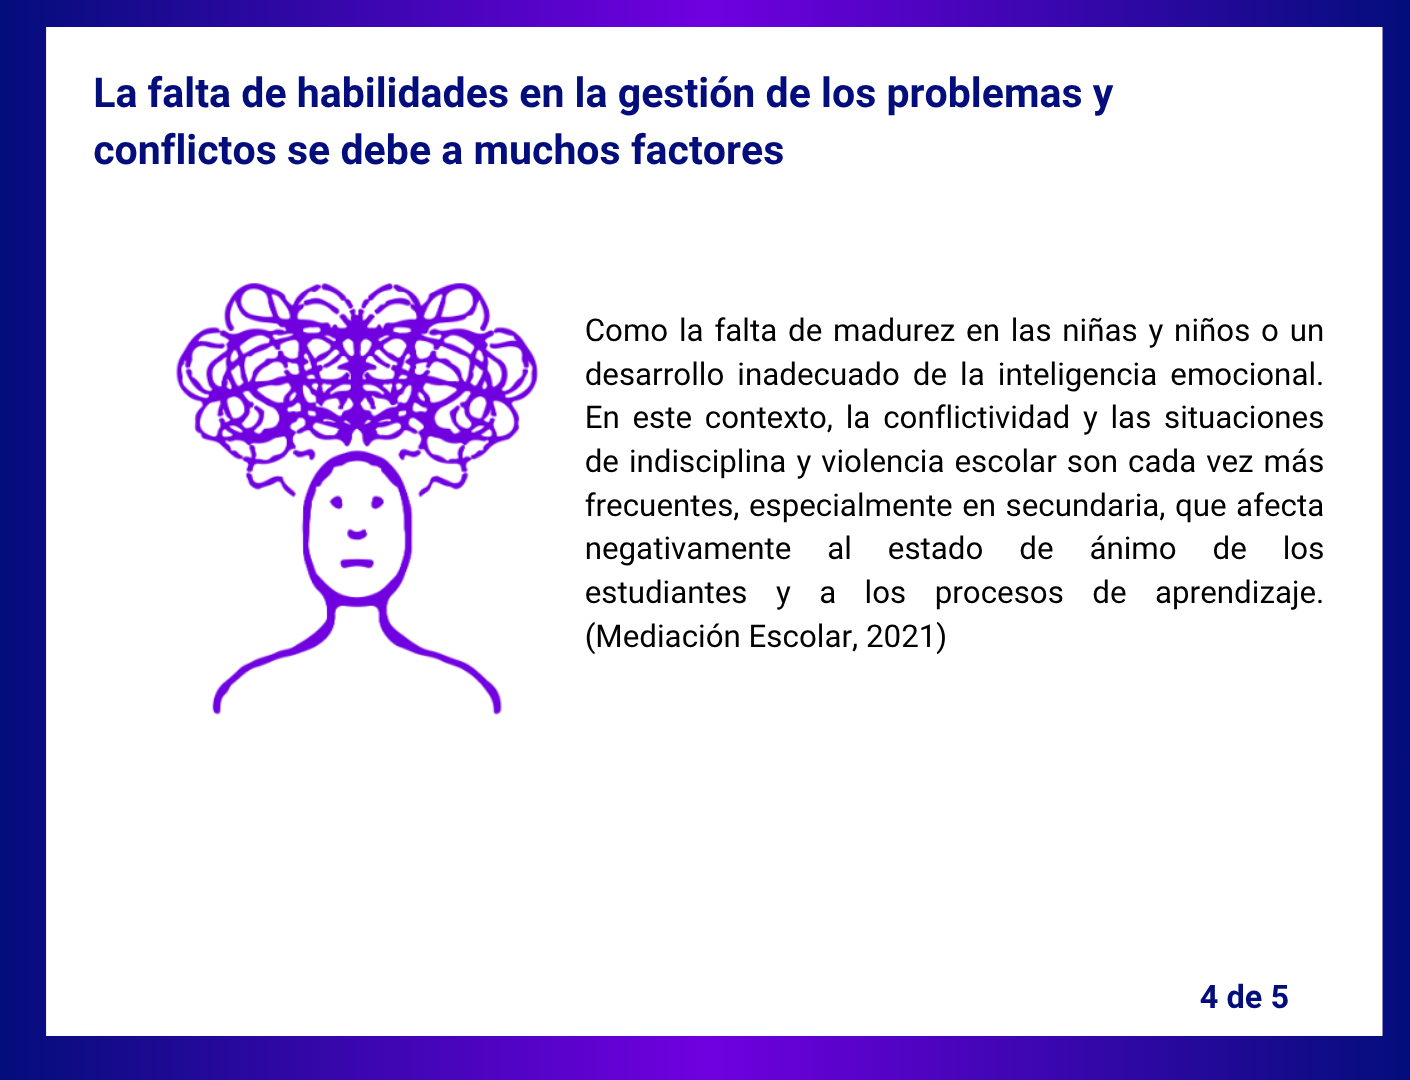 La falta de habilidades en la gestión de los problemas y
conflictos se debe a muchos factores
Como la falta de madurez en las niñas y niños o un
desarrollo inadecuado de la inteligencia emocional.
En este contexto, la conflictividad y las situaciones
de indisciplina y violencia escolar son cada vez más
frecuentes, especialmente en secundaria, que afecta
negativamente al estado de ánimo de los
estudiantes y a los procesos de aprendizaje.
(Mediación Escolar, 2021)
4 de 5